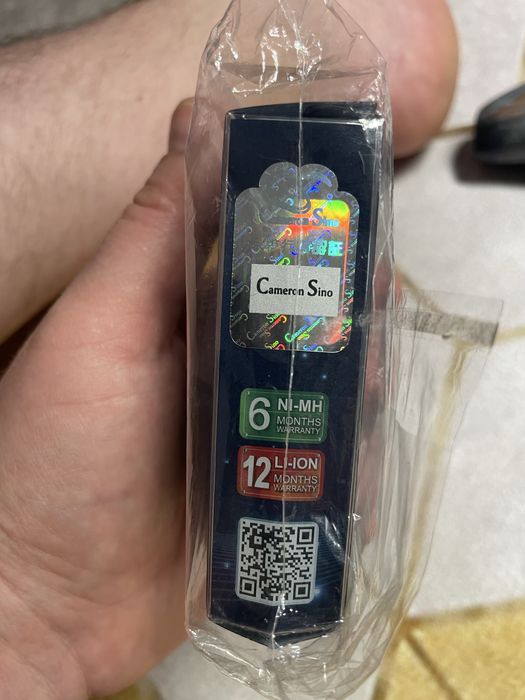 Cameron Sino
6 NI-MH
MONTHS
WARRANTY
12 LI-ION
MONTHS
WARRANTY